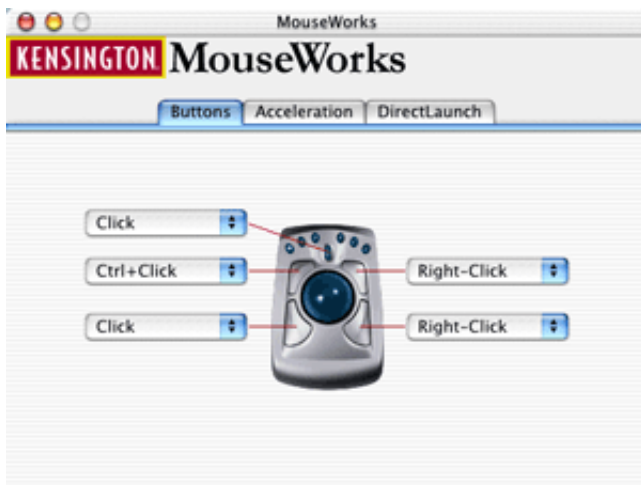 MouseWorks
KENSINGTON MouseWorks
Buttons Acceleration DirectLaunch
Click
Ctrl+Click Right-Click
Click Right-Click